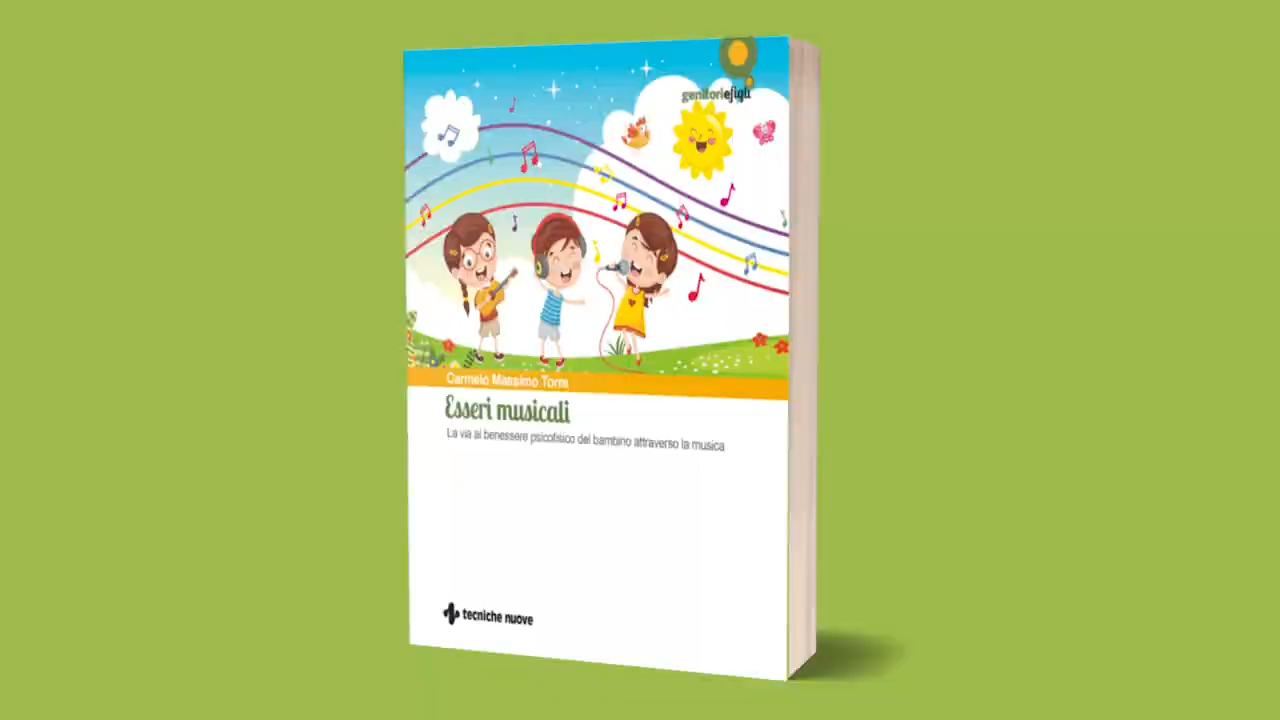 genitoriefigli
Carmelo Massimo Torre
Esseri musicali
La via al benessere psicofisico del bambino attraverso la musica
tecniche nuove